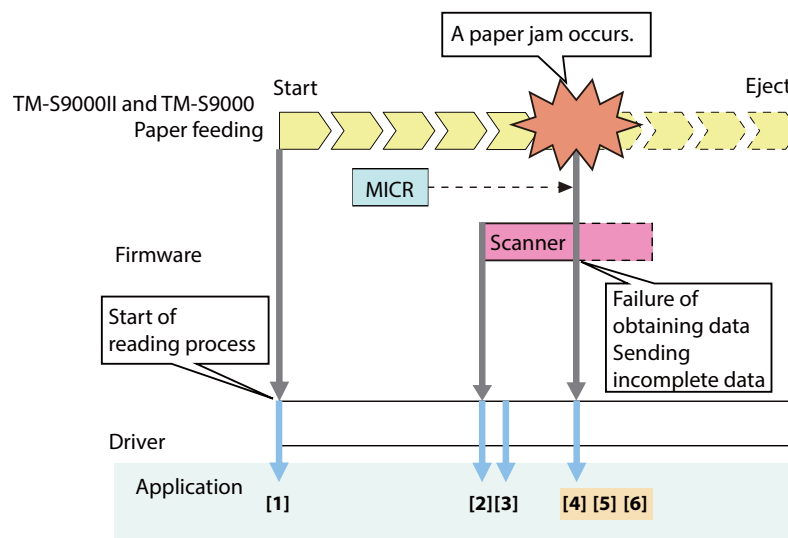 A paper jam occurs.
Start
Eject
TM-S9000II and TM-S9000
Paper feeding
MICR
Scanner
Firmware
Start of
reading process
Failure of
obtaining data
Sending
incomplete data
Driver
Application
[1] [2] [3] [4] [5] [6]